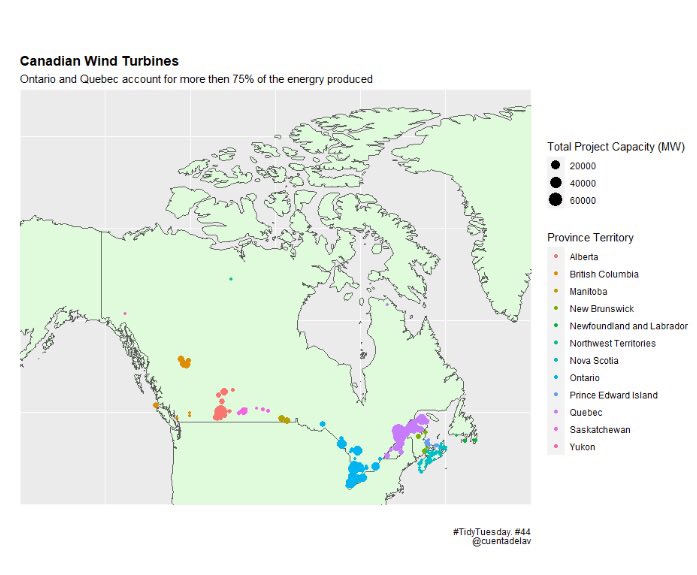 Canadian Wind Turbines
Ontario and Quebec account for more then 75% of the energry produced
Total Project Capacity (MW)
20000
40000
60000
Province Territory
Alberta
British Columbia
Manitoba
New Brunswick
Newfoundland and Labrador
Northwest Territories
Nova Scotia
Ontario
Prince Edward Island
Quebec
Saskatchewan
Yukon
#TidyTuesday. #44
@cuentadelav